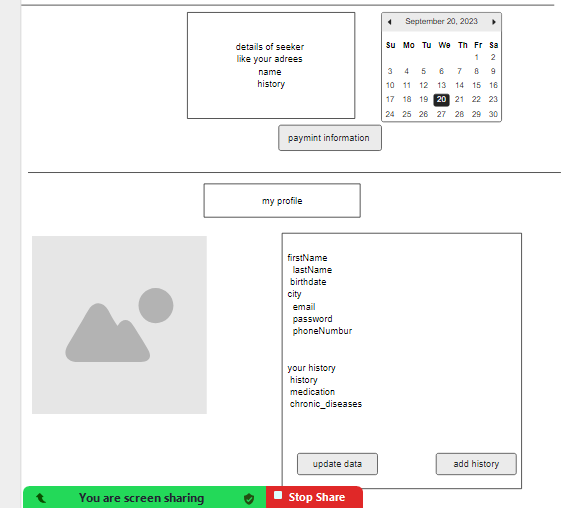 details of seeker
like your adrees
name
history
September 20, 2023
Su Mo Tu We Th Fr Sa
1 2
3 4 5 6 7 8 9
10 11 12 13 14 15 16
17 18 19 20 21 22 23
24 25 26 27 28 29 30
paymint information
my profile
firstName
lastName
birthdate
city
email
password
phoneNumbur
your history
history
medication
chronic_diseases
update data
add history
You are screen sharing
Stop Share